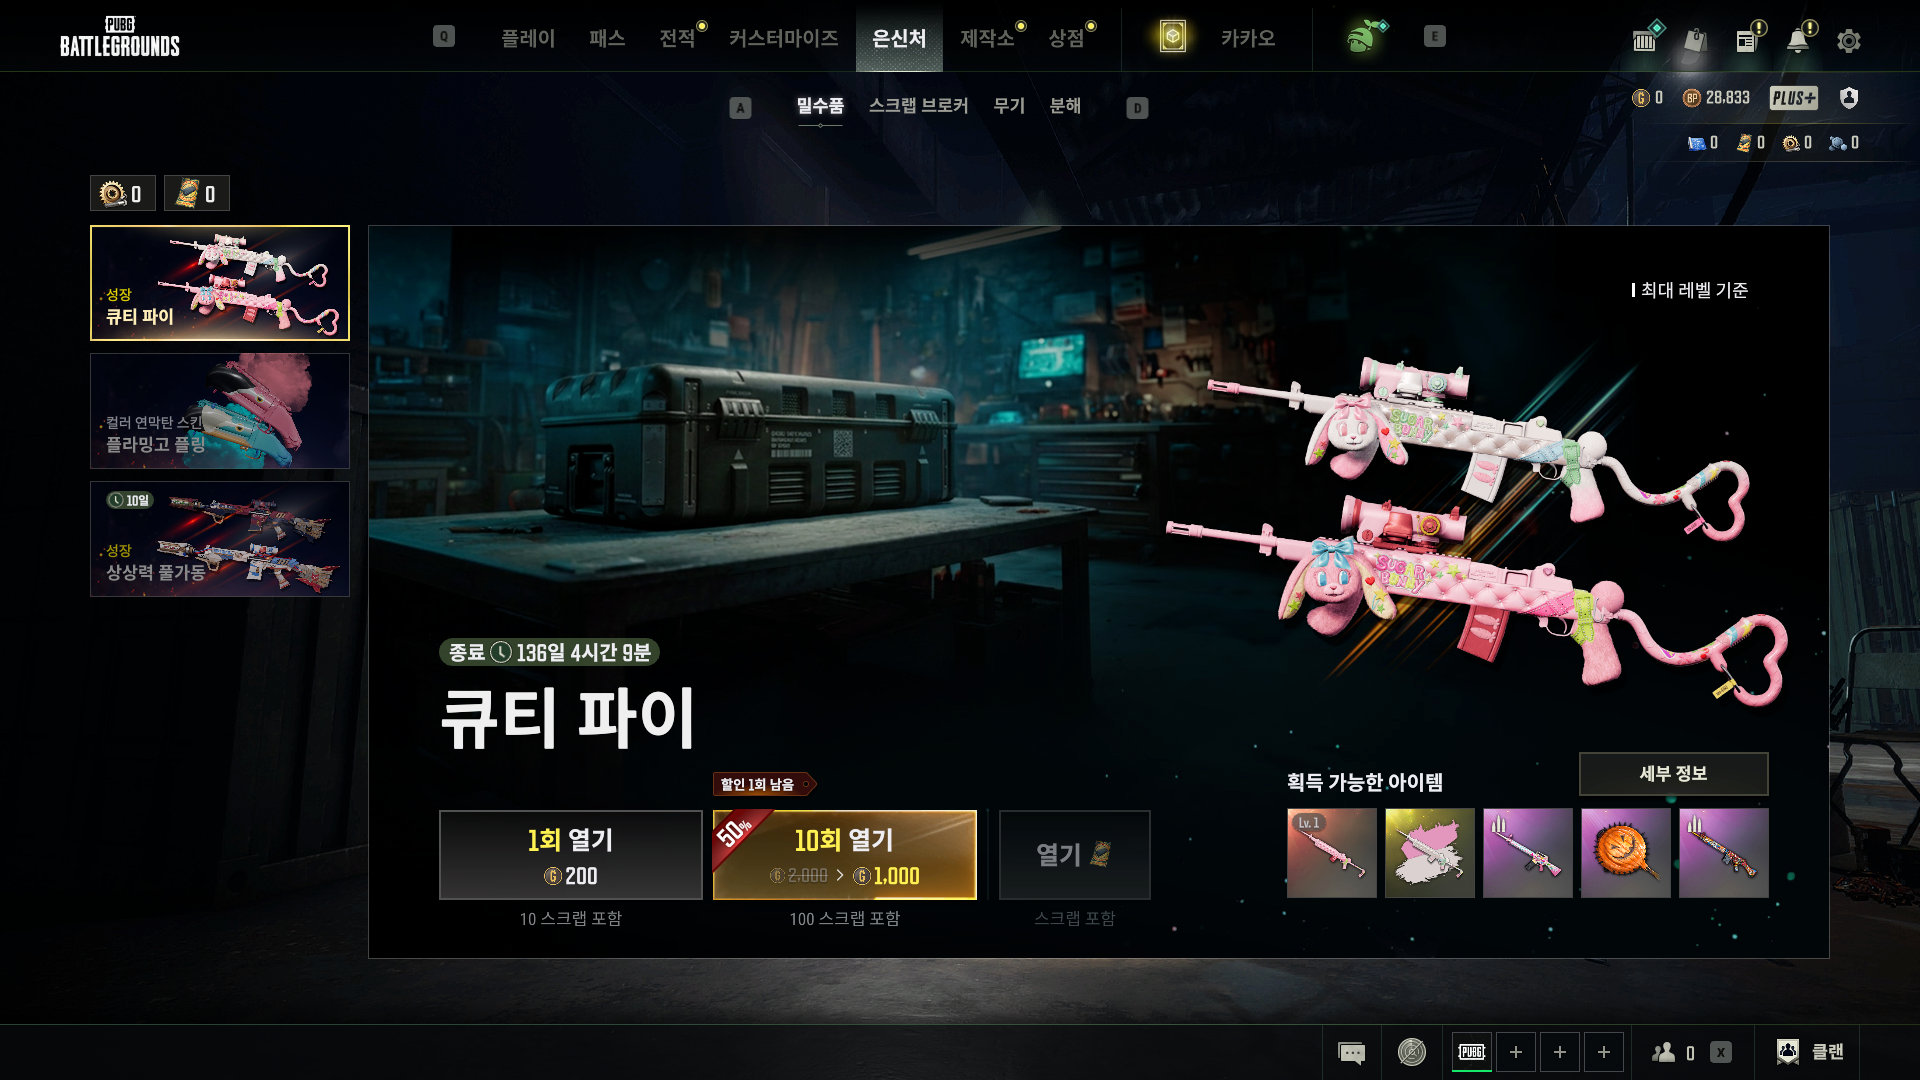 PUBG
BATTLEGROUNDS
Q
플레이
패스
전적
커스터마이즈
은신처
제작소
상점
카카오
E
A
밀수품
스크랩 브로커
무기
분해
D
G 0
BP 28,833
PLUS+
0
0
0
0
0
0
성장
큐티 파이
컬러 연막탄 스킨
플라밍고 플링
10일
성장
상상력 풀가동
최대 레벨 기준
SUGAR BUNNY
SUGAR BUNNY
종료 136일 4시간 9분
큐티 파이
할인 1회 남음
1회 열기
G 200
10 스크랩 포함
50%
10회 열기
G 2,000 > G 1,000
100 스크랩 포함
열기
스크랩 포함
획득 가능한 아이템
세부 정보
Lv. 1
PUBG
+
+
+
0
X
클랜